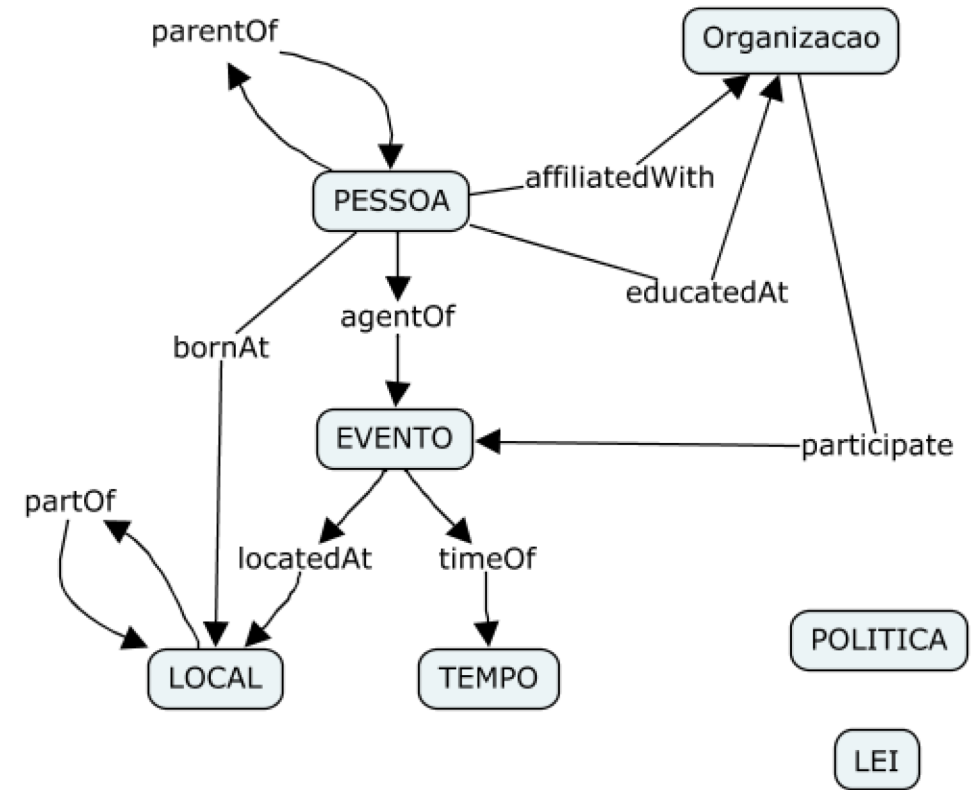 parentOf
Organizacao
affiliatedWith
PESSOA
educatedAt
agentOf
bornAt
EVENTO
participate
partOf
locatedAt
timeOf
POLITICA
LOCAL
TEMPO
LEI